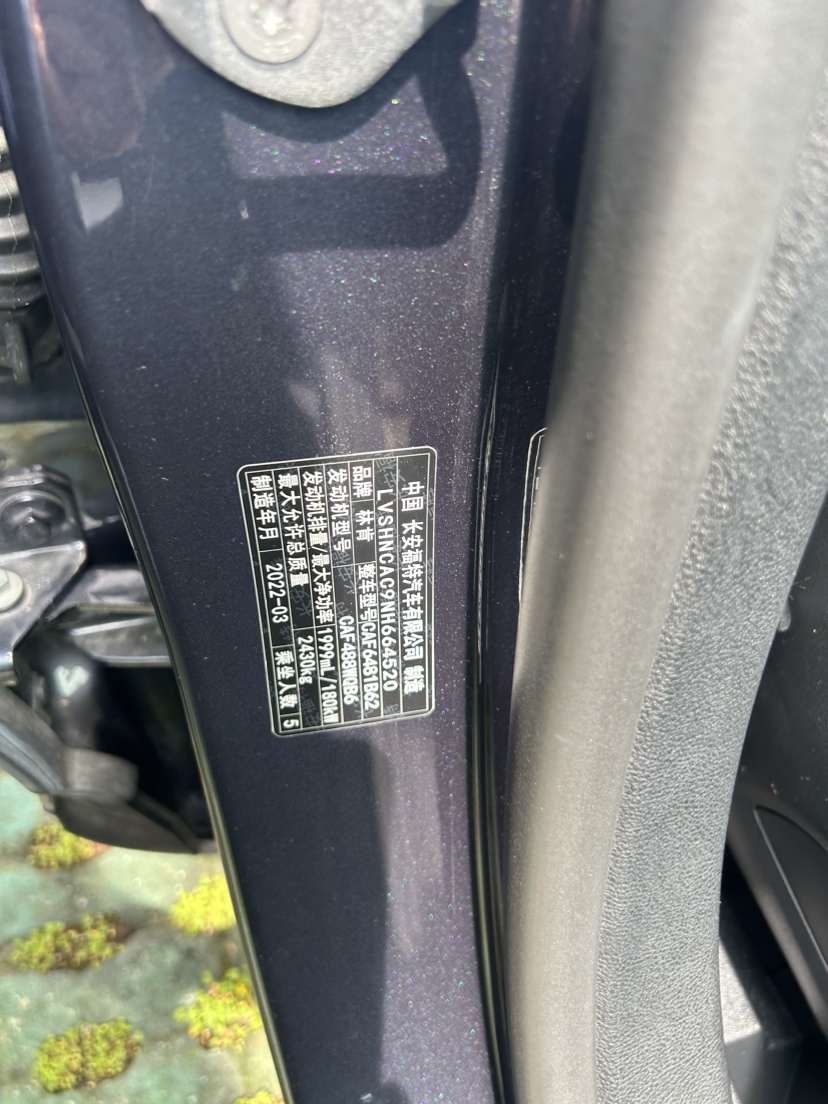 中国 长安福特汽车有限公司 制造
LVSHNCAC9NH664520
品牌 林肯 整车型号 CAF6481B62
发动机型号 CAF488WQB6
发动机排量/最大净功率 1999mL/180kW
最大允许总质量 2430kg
制造年月 2022-03 乘坐人数 5